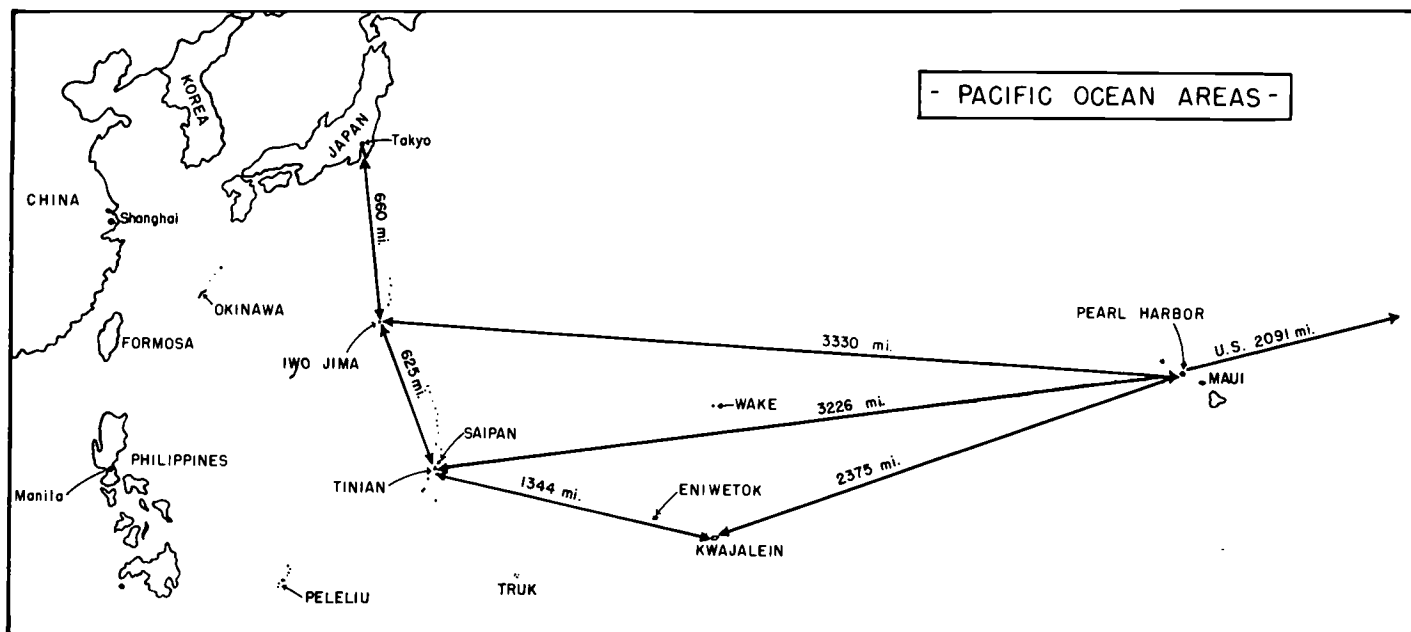 - PACIFIC OCEAN AREAS -
KOREA
JAPAN
Takyo
CHINA
Shanghai
660 mi.
OKINAWA
PEARL HARBOR
U.S. 2091 mi.
FORMOSA
IWO JIMA
3330 mi.
625 mi.
MAUI
WAKE
3226 mi.
SAIPAN
PHILIPPINES
Manila
TINIAN
1344 mi.
ENIWETOK
2375 mi.
KWAJALEIN
PELELIU
TRUK